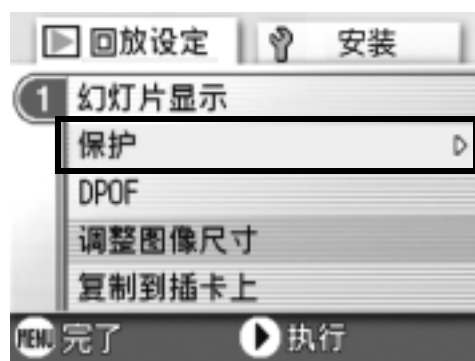 回放设定 安装
1 幻灯片显示
保护
DPOF
调整图像尺寸
复制到插卡上
MENU 完了 执行